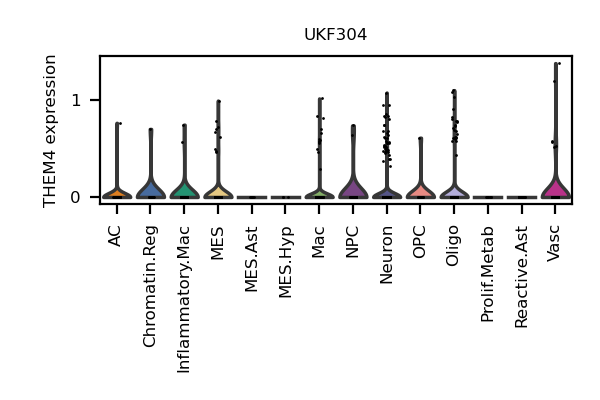 UKF304
THEM4 expression
1
0
AC
Chromatin.Reg
Inflammatory.Mac
MES
MES.Ast
MES.Hyp
Mac
NPC
Neuron
OPC
Oligo
Prolif.Metab
Reactive.Ast
Vasc